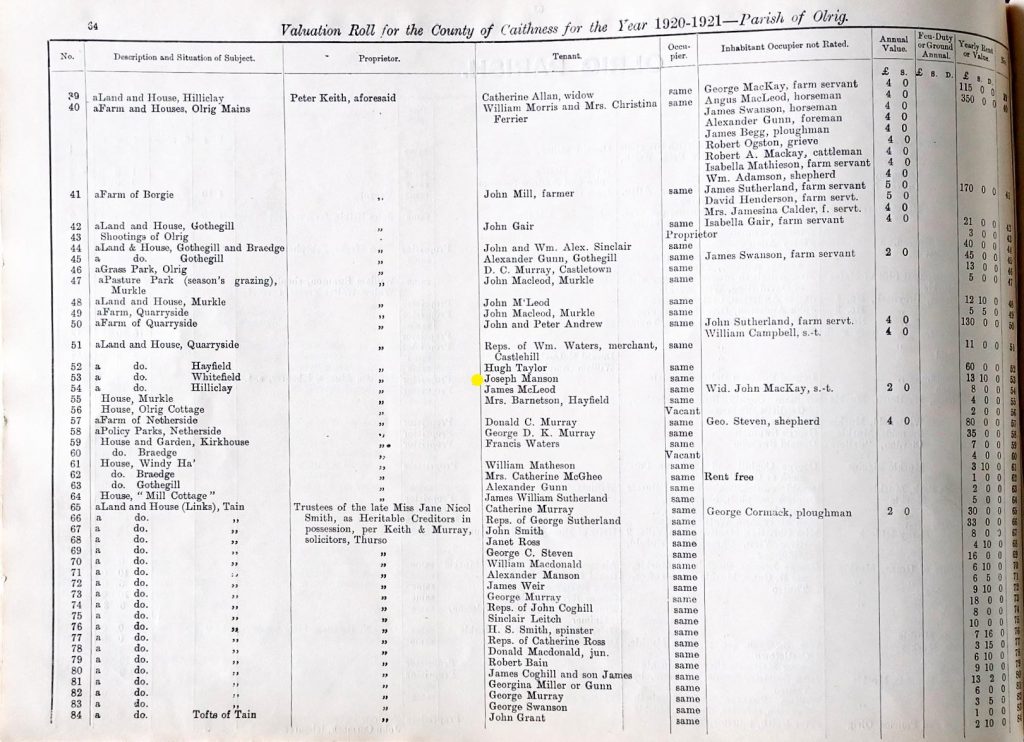 64 Valuation Roll for the County of Caithness for the Year 1920-1921—Parish of Olrig.
No. Description and Situation of Subject. Proprietor. Tenant. Occupier. Inhabitant Occupier not Rated. Annual Value. Feu-Duty or Ground Annual. Yearly Rent or Value. No.
£ s. £ s. D. £ s. D.
39 aLand and House, Hilliclay Peter Keith, aforesaid Catherine Allan, widow same George MacKay, farm servant 4 0 115 0 0
40 aFarm and Houses, Olrig Mains William Morris and Mrs. Christina same Angus MacLeod, horseman 4 0 350 0 0
Ferrier James Swanson, horseman 4 0
Alexander Gunn, foreman 4 0
James Begg, ploughman 4 0
Robert Ogston, grieve 4 0
Robert A. Mackay, cattleman 4 0
Isabella Mathieson, farm servant 4 0
Wm. Adamson, shepherd 4 0
41 aFarm of Borgie ,, John Mill, farmer same James Sutherland, farm servant 5 0 170 0 0
David Henderson, farm servt. 5 0
Mrs. Jamesina Calder, f. servt. 4 0
42 aLand and House, Gothegill ,, John Gair same Isabella Gair, farm servant 4 0 21 0 0
43 Shootings of Olrig ,, Proprietor 3 0 0
44 aLand & House, Gothegill and Braedge ,, John and Wm. Alex. Sinclair same 40 0 0
45 a do. Gothegill ,, Alexander Gunn, Gothegill same James Swanson, farm servant 2 0 45 0 0
46 aGrass Park, Olrig ,, D. C. Murray, Castletown same 13 0 0
47 aPasture Park (season's grazing), ,, John Macleod, Murkle same 5 0 0
Murkle
48 aLand and House, Murkle ,, John M'Leod same 12 10 0
49 aFarm, Quarryside ,, John Macleod, Murkle same 5 5 0
50 aFarm of Quarryside ,, John and Peter Andrew same John Sutherland, farm servt. 4 0 130 0 0
William Campbell, s.-t. 4 0
51 aLand and House, Quarryside ,, Reps. of Wm. Waters, merchant, same 11 0 0
Castlehill
52 a do. Hayfield ,, Hugh Taylor same 60 0 0
53 a do. Whitefield ,, Joseph Manson same 13 10 0
54 a do. Hilliclay ,, James McLeod same Wid. John MacKay, s.-t. 2 0 8 0 0
55 House, Murkle ,, Mrs. Barnetson, Hayfield same 4 0 0
56 House, Olrig Cottage ,, Vacant 2 0 0
57 aFarm of Netherside ,, Donald C. Murray same Geo. Steven, shepherd 4 0 80 0 0
58 aPolicy Parks, Netherside ,, George D. K. Murray same 35 0 0
59 House and Garden, Kirkhouse ,, Francis Waters same 7 0 0
60 do. Braedge ,, Vacant 4 0 0
61 House, Windy Ha' ,, William Matheson same 3 10 0
62 do. Braedge ,, Mrs. Catherine McGhee same Rent free 1 0 0
63 do. Gothegill ,, Alexander Gunn same 2 0 0
64 House, "Mill Cottage" ,, James William Sutherland same 5 0 0
65 aLand and House (Links), Tain Trustees of the late Miss Jane Nicol Catherine Murray same George Cormack, ploughman 2 0 30 0 0
66 a do. ,, Smith, as Heritable Creditors in Reps. of George Sutherland same 33 0 0
67 a do. ,, possession, per Keith & Murray, John Smith same 8 0 0
68 a do. ,, solicitors, Thurso Janet Ross same 4 10 0
69 a do. ,, ,, George C. Steven same 16 0 0
70 a do. ,, ,, William Macdonald same 6 10 0
71 a do. ,, ,, Alexander Manson same 6 5 0
72 a do. ,, ,, James Weir same 9 10 0
73 a do. ,, ,, George Murray same 18 0 0
74 a do. ,, ,, Reps. of John Coghill same 8 0 0
75 a do. ,, ,, Sinclair Leitch same 10 0 0
76 a do. ,, ,, H. S. Smith, spinster same 7 16 0
77 a do. ,, ,, Reps. of Catherine Ross same 3 15 0
78 a do. ,, ,, Donald Macdonald, jun. same 6 10 0
79 a do. ,, ,, Robert Bain same 9 10 0
80 a do. ,, ,, James Coghill and son James same 13 2 0
81 a do. ,, ,, Georgina Miller or Gunn same 6 0 0
82 a do. ,, ,, George Murray same 3 5 0
83 a do. ,, ,, George Swanson same 1 0 0
84 a do. Tofts of Tain ,, John Grant same 2 10 0